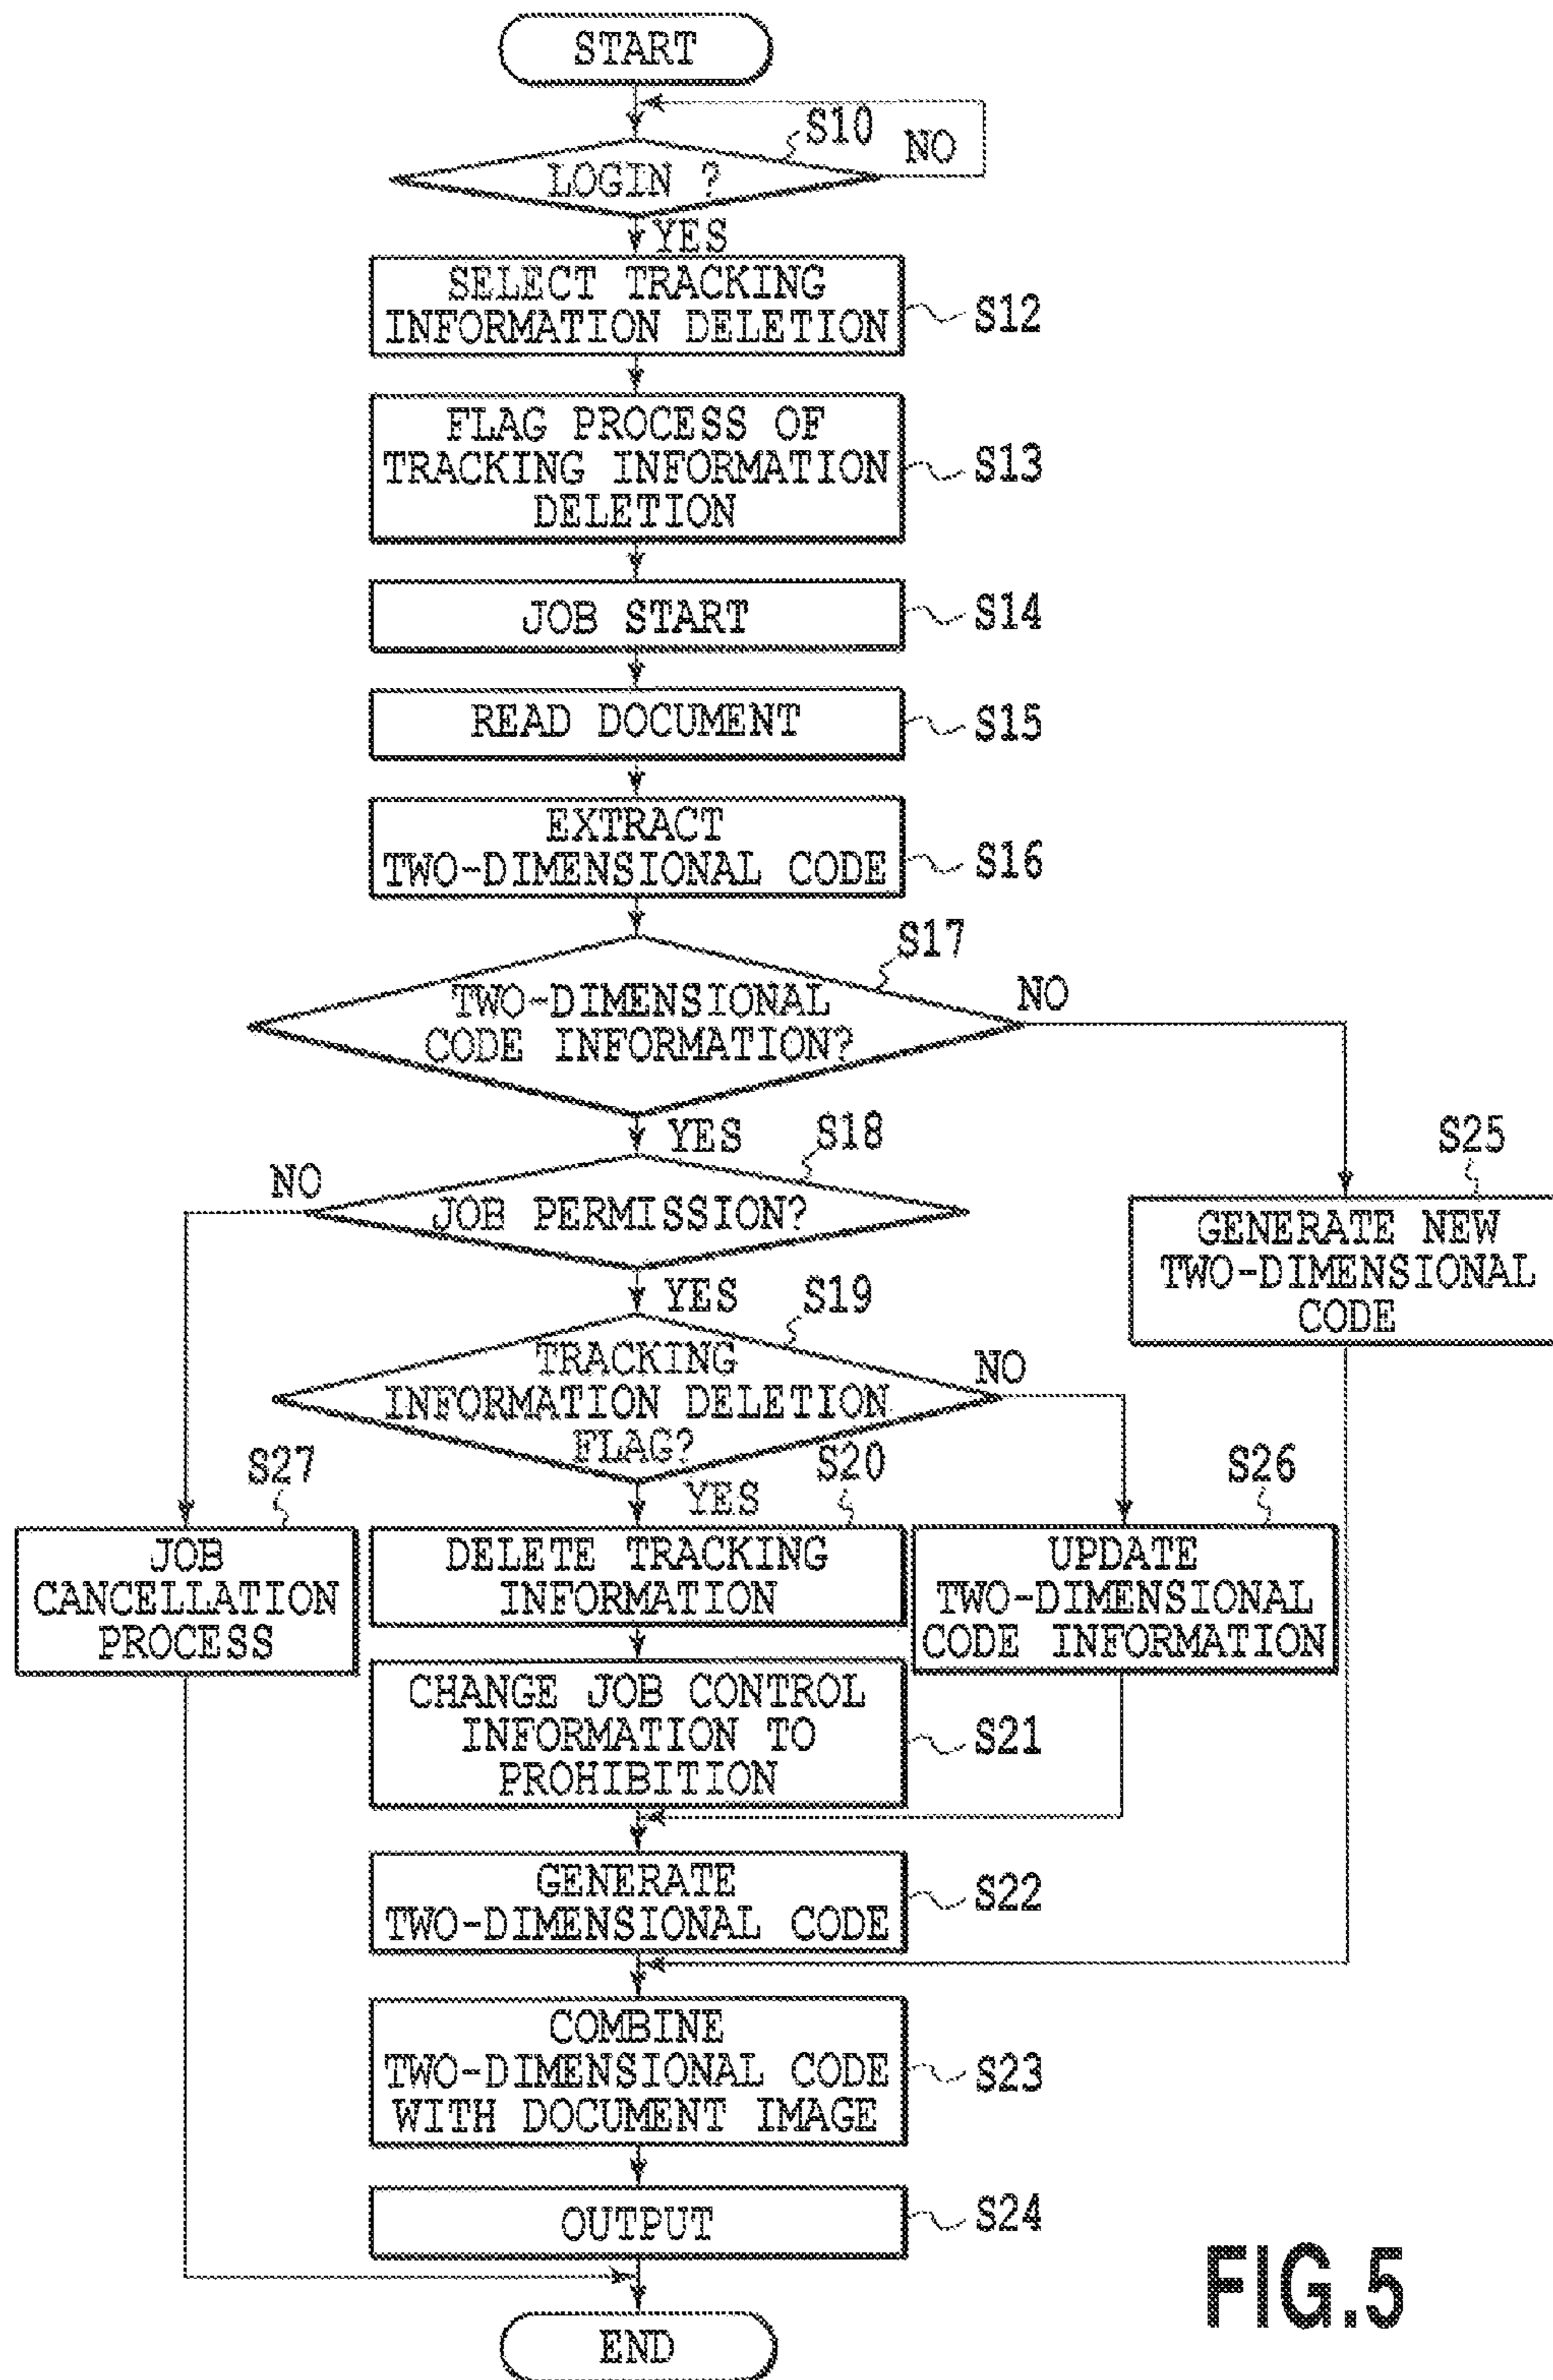 START
S10
NO
LOGIN ?
YES
SELECT TRACKING
INFORMATION DELETION
S12
FLAG PROCESS OF
TRACKING INFORMATION
DELETION
S13
JOB START
S14
READ DOCUMENT
S15
EXTRACT
TWO-DIMENSIONAL CODE
S16
S17
TWO-DIMENSIONAL
CODE INFORMATION?
NO
YES
S18
S25
NO
JOB PERMISSION?
GENERATE NEW
TWO-DIMENSIONAL
CODE
YES
S19
TRACKING
INFORMATION DELETION
FLAG?
NO
S27
YES
S20
S26
JOB
CANCELLATION
PROCESS
DELETE TRACKING
INFORMATION
UPDATE
TWO-DIMENSIONAL
CODE INFORMATION
CHANGE JOB CONTROL
INFORMATION TO
PROHIBITION
S21
GENERATE
TWO-DIMENSIONAL CODE
S22
COMBINE
TWO-DIMENSIONAL CODE
WITH DOCUMENT IMAGE
S23
OUTPUT
S24
END
FIG.5